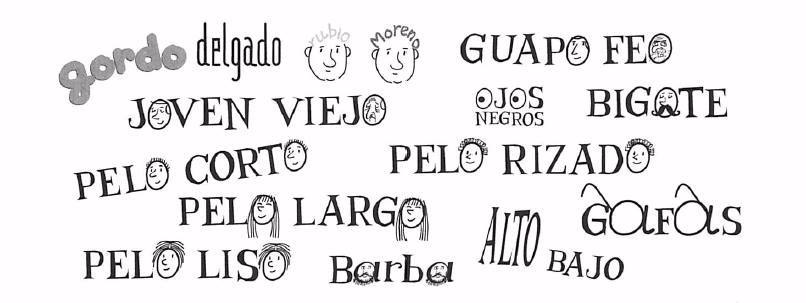 gordo delgado rubio Moreno GUAPO FEO
JOVEN VIEJO OJOS NEGROS BIGOTE
PELO CORTO PELO RIZADO
PELO LARGO ALTO GAFAS
PELO LISO Barba BAJO